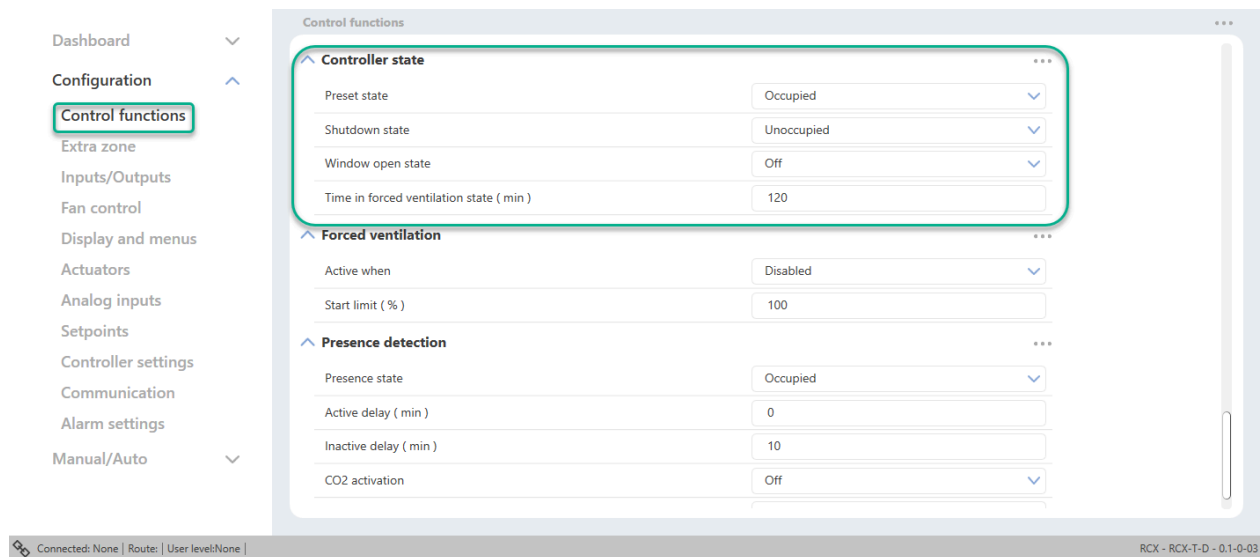 Dashboard
Configuration
Control functions
Extra zone
Inputs/Outputs
Fan control
Display and menus
Actuators
Analog inputs
Setpoints
Controller settings
Communication
Alarm settings
Manual/Auto
Control functions
Controller state
Preset state Occupied
Shutdown state Unoccupied
Window open state Off
Time in forced ventilation state ( min ) 120
Forced ventilation
Active when Disabled
Start limit ( % ) 100
Presence detection
Presence state Occupied
Active delay ( min ) 0
Inactive delay ( min ) 10
CO2 activation Off
Connected: None | Route: | User level:None |
RCX - RCX-T-D - 0.1-0-03